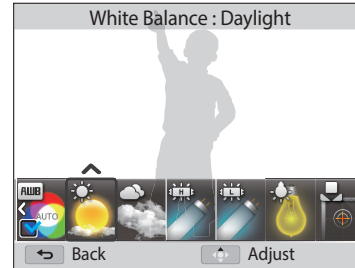 White Balance : Daylight
AWB
AUTO
H
L
Back
Adjust